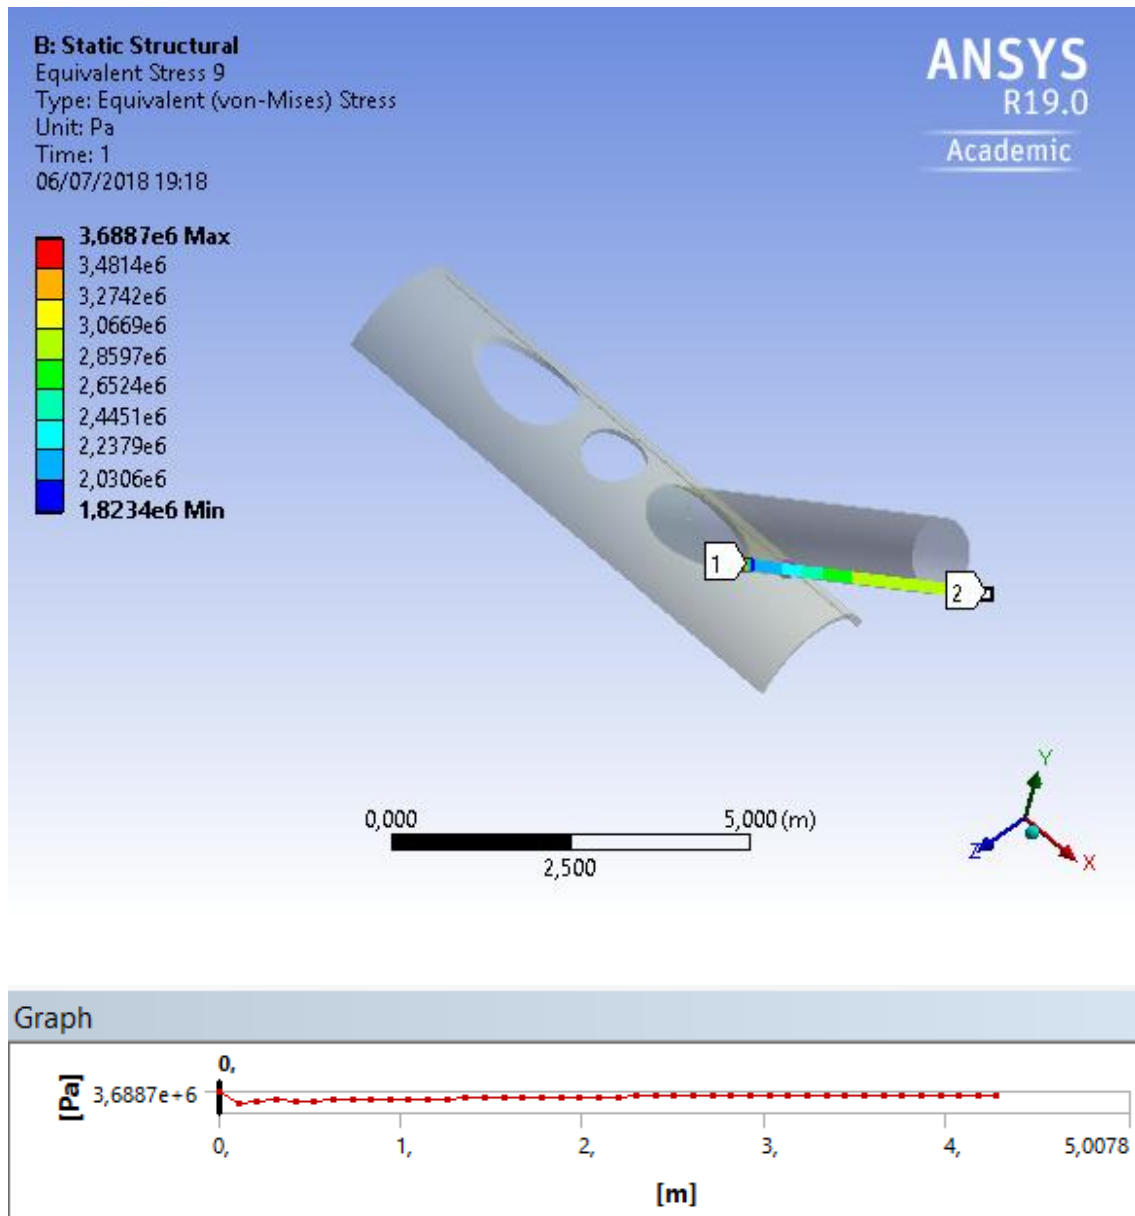 B: Static Structural
Equivalent Stress 9
Type: Equivalent (von-Mises) Stress
Unit: Pa
Time: 1
06/07/2018 19:18
ANSYS
R19.0
Academic
3,6887e6 Max
3,4814e6
3,2742e6
3,0669e6
2,8597e6
2,6524e6
2,4451e6
2,2379e6
2,0306e6
1,8234e6 Min
1
2
0,000 5,000 (m)
2,500
Y
Z
X
Graph
0,
[Pa]
3,6887e+6
0, 1, 2, 3, 4, 5,0078
[m]